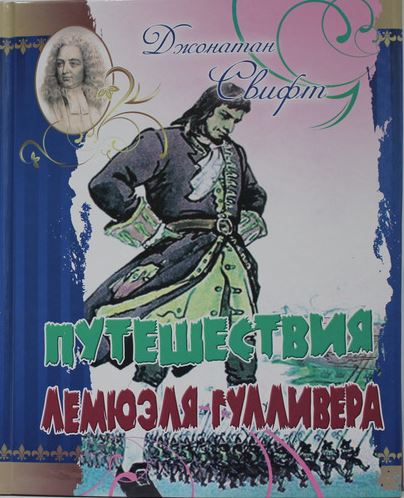 Джонатан
Свифт
ПУТЕШЕСТВИЯ
ЛЕМЮЭЛЯ ГУЛЛИВЕРА